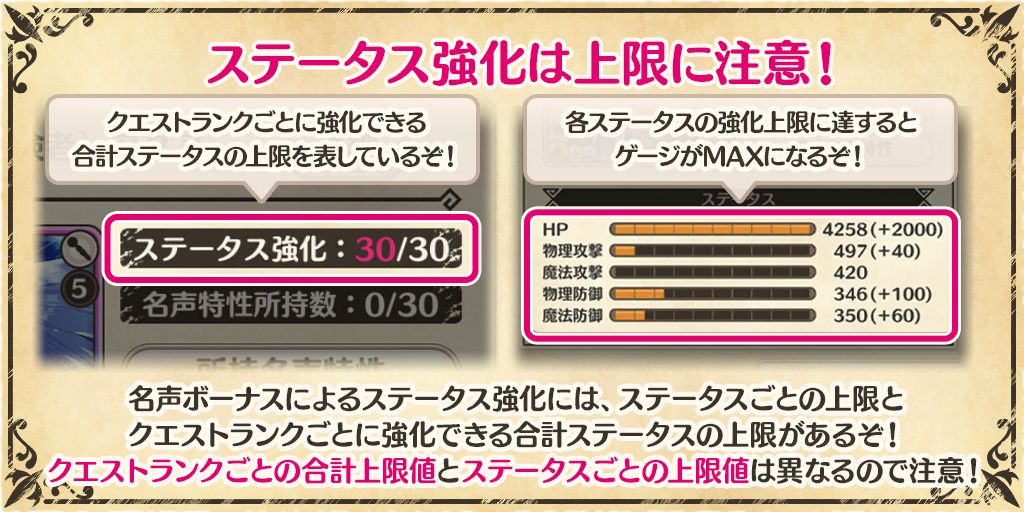 ステータス強化は上限に注意！
クエストランクごとに強化できる
合計ステータスの上限を表しているぞ！
各ステータスの強化上限に達すると
ゲージがMAXになるぞ！
ステータス強化：30/30
5
名声特性所持数：0/30
所持名声特性
ステータス
HP 4258(+2000)
物理攻撃 497(+40)
魔法攻撃 420
物理防御 346(+100)
魔法防御 350(+60)
名声ボーナスによるステータス強化には、ステータスごとの上限と
クエストランクごとに強化できる合計ステータスの上限があるぞ！
クエストランクごとの合計上限値とステータスごとの上限値は異なるので注意！